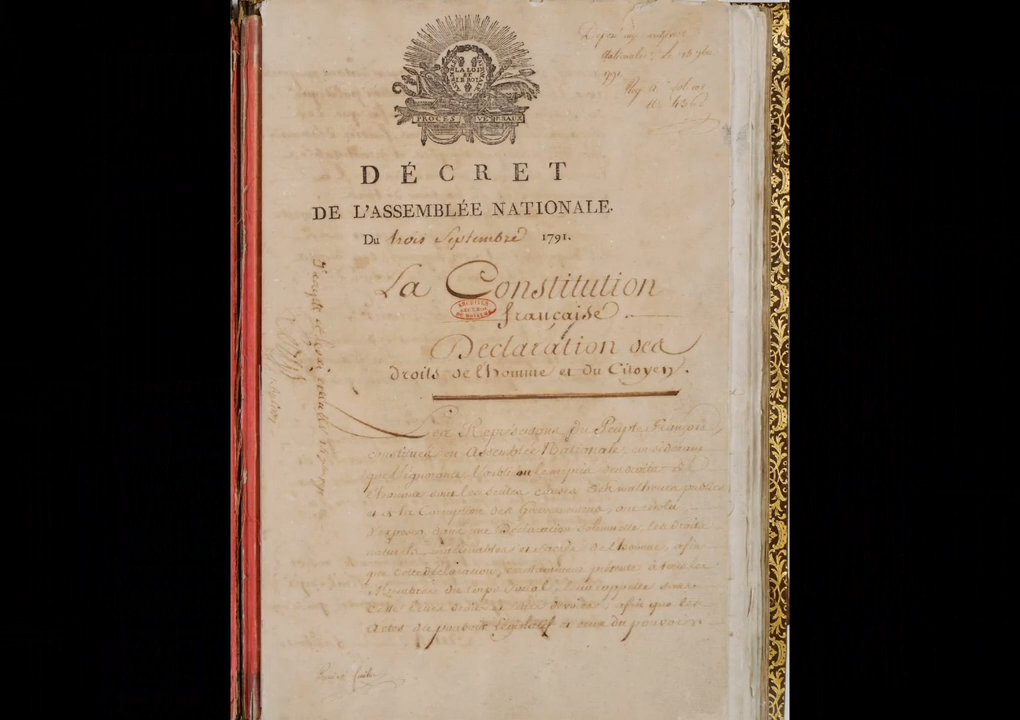 LA LOI
ET
LE ROI
PROCES VERBAUX
DÉCRET
DE L'ASSEMBLÉE NATIONALE.
Du trois Septembre 1791.
La Constitution
française.
Déclaration des
droits de l'homme et du Citoyen.
Les Représentans du Peuple Français
constitués en Assemblée Nationale, considérant
que l'ignorance l'oubli ou le mépris des droits de
l'homme sont les seules causes des malheurs publics
et de la Corruption des Gouvernemens, ont résolu
d'exposer dans une Déclaration solemnelle, les droits
naturels inaliénables et sacrés de l'homme, afin
que cette Déclaration, constamment présente à tous les
Membres du Corps Social, leur rappelle sans
cesse leurs droits et leurs devoirs; afin que les
Actes du pouvoir législatif et ceux du pouvoir